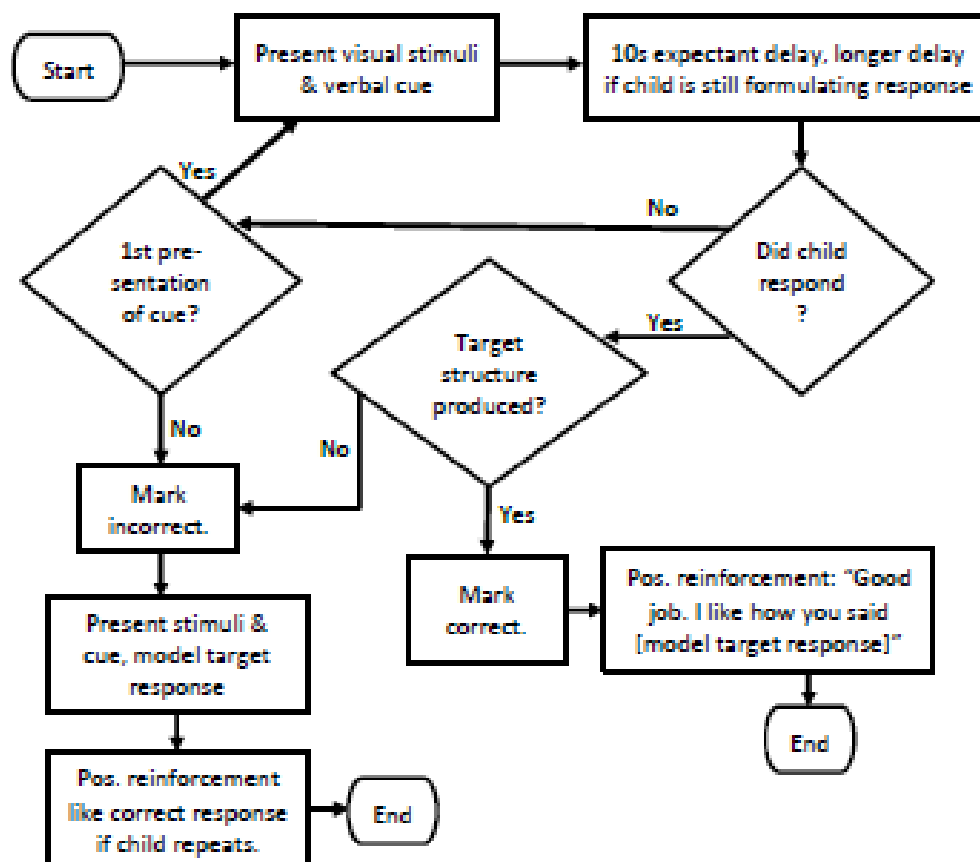 Start
Present visual stimuli
& verbal cue
10s expectant delay, longer delay
if child is still formulating response
Yes
No
1st pre-
sentation
of cue?
Did child
respond
?
Yes
Target
structure
produced?
No
No
Mark
incorrect.
Yes
Mark
correct.
Pos. reinforcement: "Good
job. I like how you said
[model target response]"
Present stimuli &
cue, model target
response
End
Pos. reinforcement
like correct response
if child repeats.
End